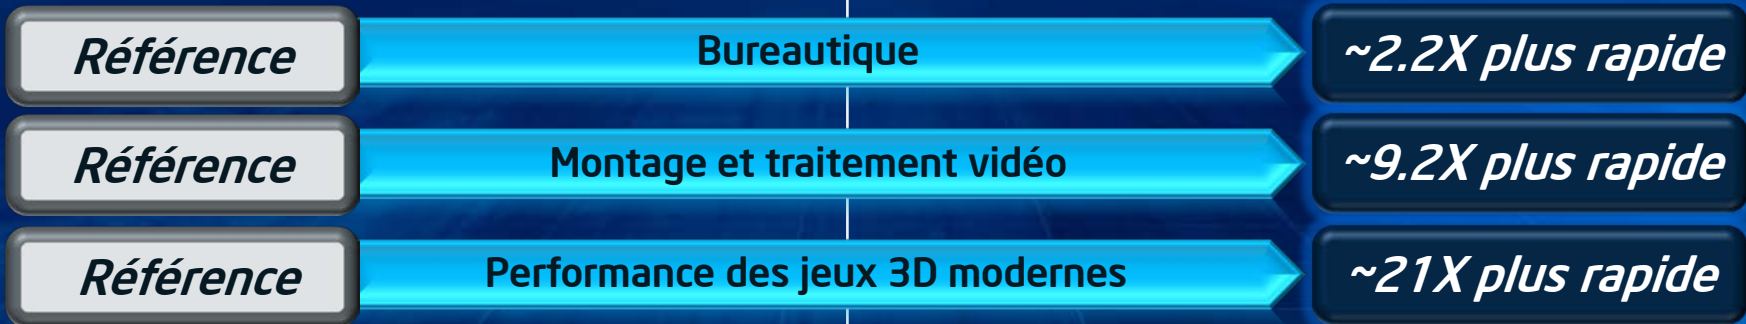 Référence Bureautique ~2.2X plus rapide
Référence Montage et traitement vidéo ~9.2X plus rapide
Référence Performance des jeux 3D modernes ~21X plus rapide